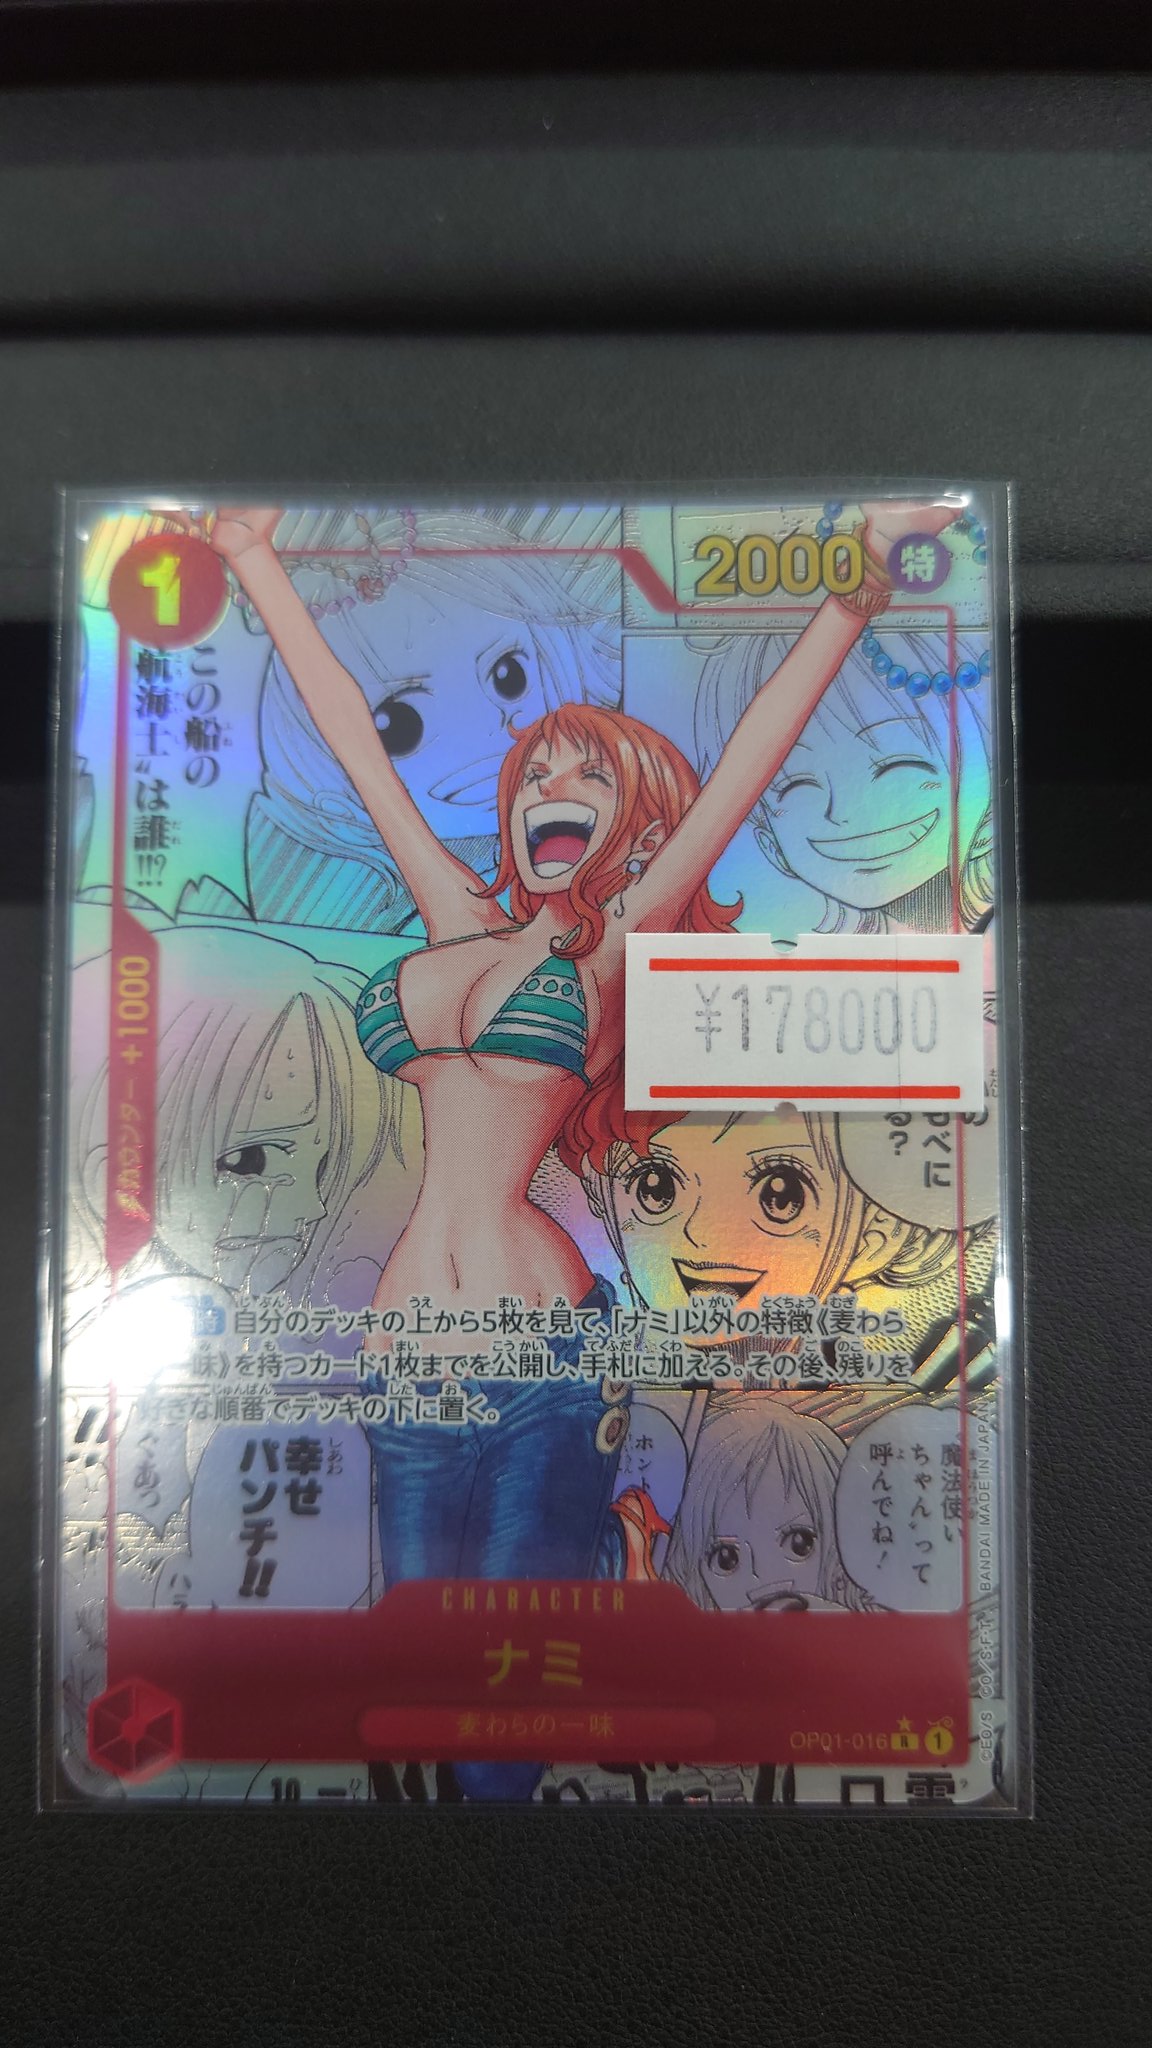 1
2000
特
この船の
"航海士"は誰!!?
カウンター +1000
¥178000
もべに
る?
自分のデッキの上から5枚を見て、「ナミ」以外の特徴《麦わら
の一味》を持つカード1枚までを公開し、手札に加える。その後、残りを
好きな順番でデッキの下に置く。
幸せ
パンチ!!
ホント
魔法使い
ちゃん"って
呼んでね!
CHARACTER
ナミ
麦わらの一味
OP01-016 R 1
©EO/S ©O/S・F・T BANDAI MADE IN JAPAN